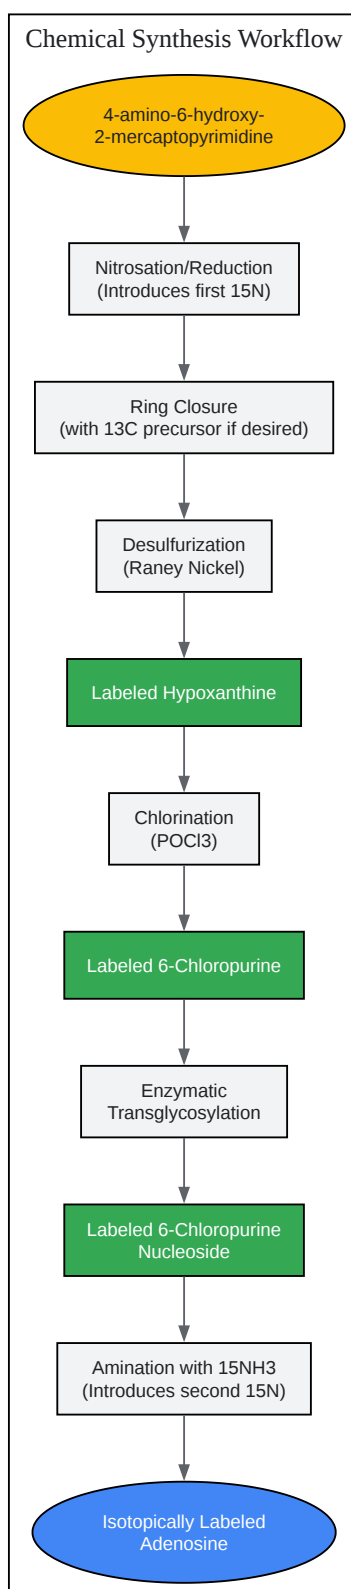 Chemical Synthesis Workflow
4-amino-6-hydroxy-
2-mercaptopyrimidine
Nitrosation/Reduction
(Introduces first 15N)
Ring Closure
(with 13C precursor if desired)
Desulfurization
(Raney Nickel)
Labeled Hypoxanthine
Chlorination
(POCl3)
Labeled 6-Chloropurine
Enzymatic
Transglycosylation
Labeled 6-Chloropurine
Nucleoside
Amination with 15NH3
(Introduces second 15N)
Isotopically Labeled
Adenosine